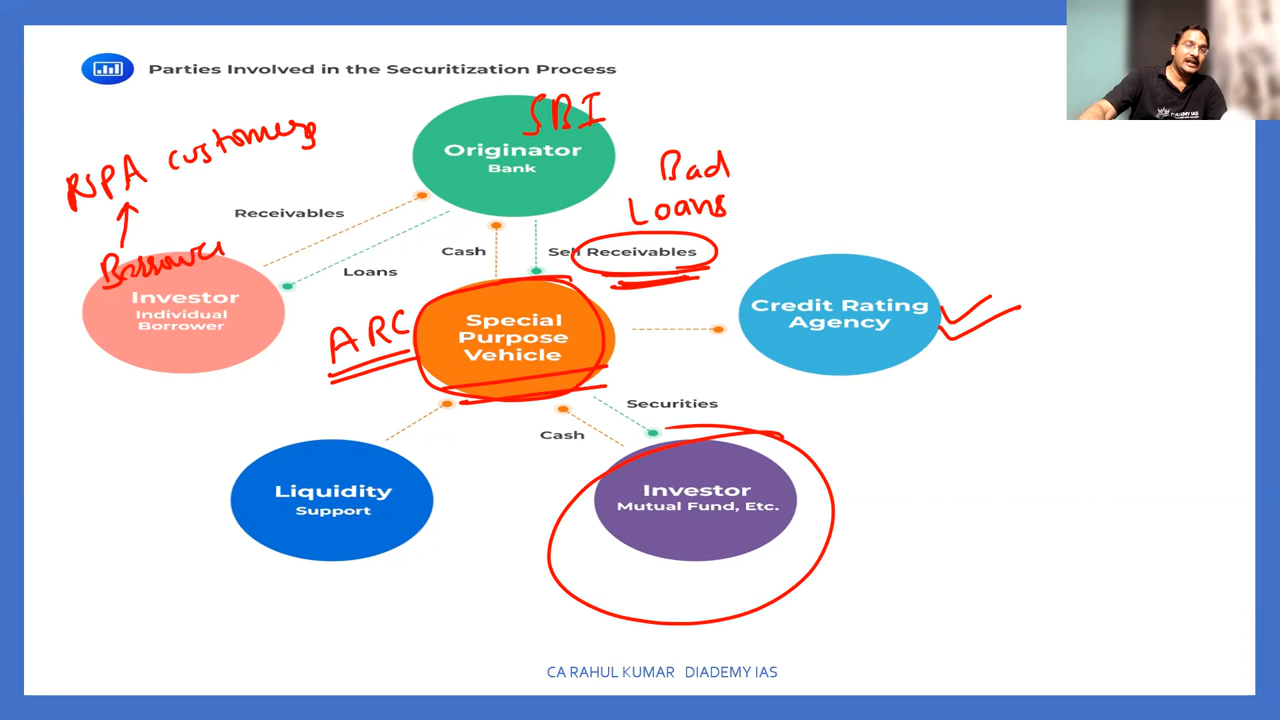 Parties Involved in the Securitization Process
SBI
Originator
Bank
NPA customers
Bad
Loans
Receivables
Cash
Sell Receivables
Loans
Borrower
Investor
Individual
Borrower
ARC
Special
Purpose
Vehicle
Credit Rating
Agency
Securities
Cash
Liquidity
Support
Investor
Mutual Fund, Etc.
CA RAHUL KUMAR DIADEMY IAS